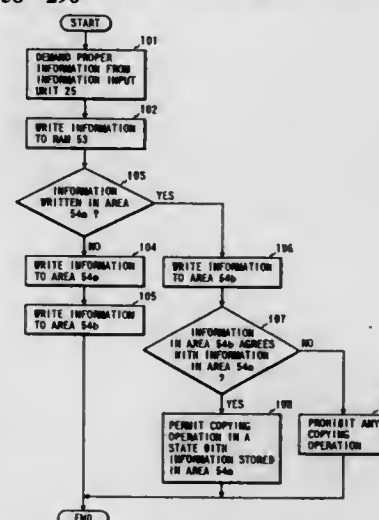 START
101
DEMAND PROPER
INFORMATION FROM
INFORMATION INPUT
UNIT 25
102
WRITE INFORMATION
TO RAM 53
103
INFORMATION
WRITTEN IN AREA
54a ?
YES
NO
104
WRITE INFORMATION
TO AREA 54a
105
WRITE INFORMATION
TO AREA 54b
106
WRITE INFORMATION
TO AREA 54b
107
INFORMATION
IN AREA 54b AGREES
WITH INFORMATION
IN AREA 54a
?
NO
YES
108
PERMIT COPYING
OPERATION IN A
STATE WITH
INFORMATION STORED
IN AREA 54a
PROHIBIT ANY
COPYING
OPERATION
END